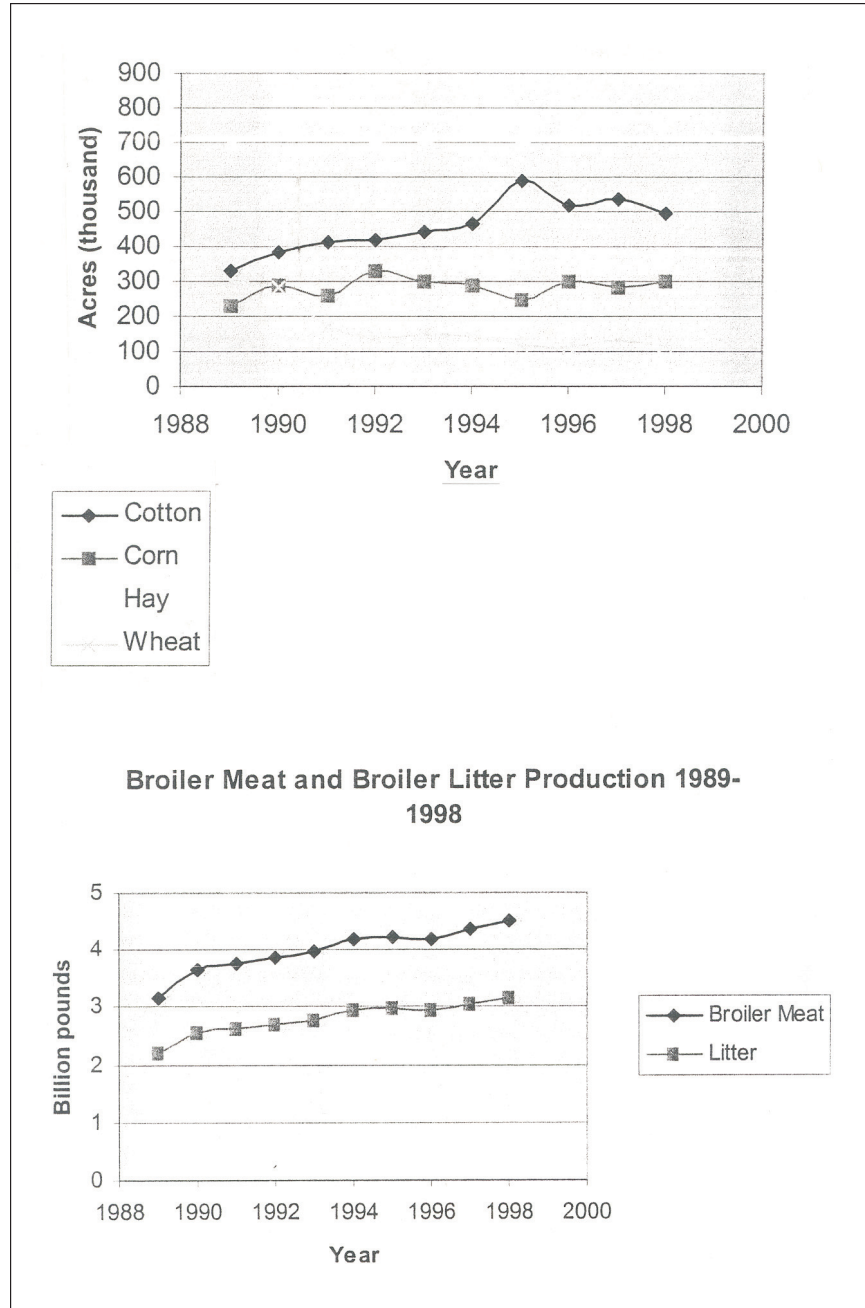 900
800
700
600
500
400
300
200
100
0
Acres (thousand)
1988 1990 1992 1994 1996 1998 2000
Year
Cotton
Corn
Hay
Wheat
Broiler Meat and Broiler Litter Production 1989-
1998
5
4
3
2
1
0
Billion pounds
1988 1990 1992 1994 1996 1998 2000
Year
Broiler Meat
Litter